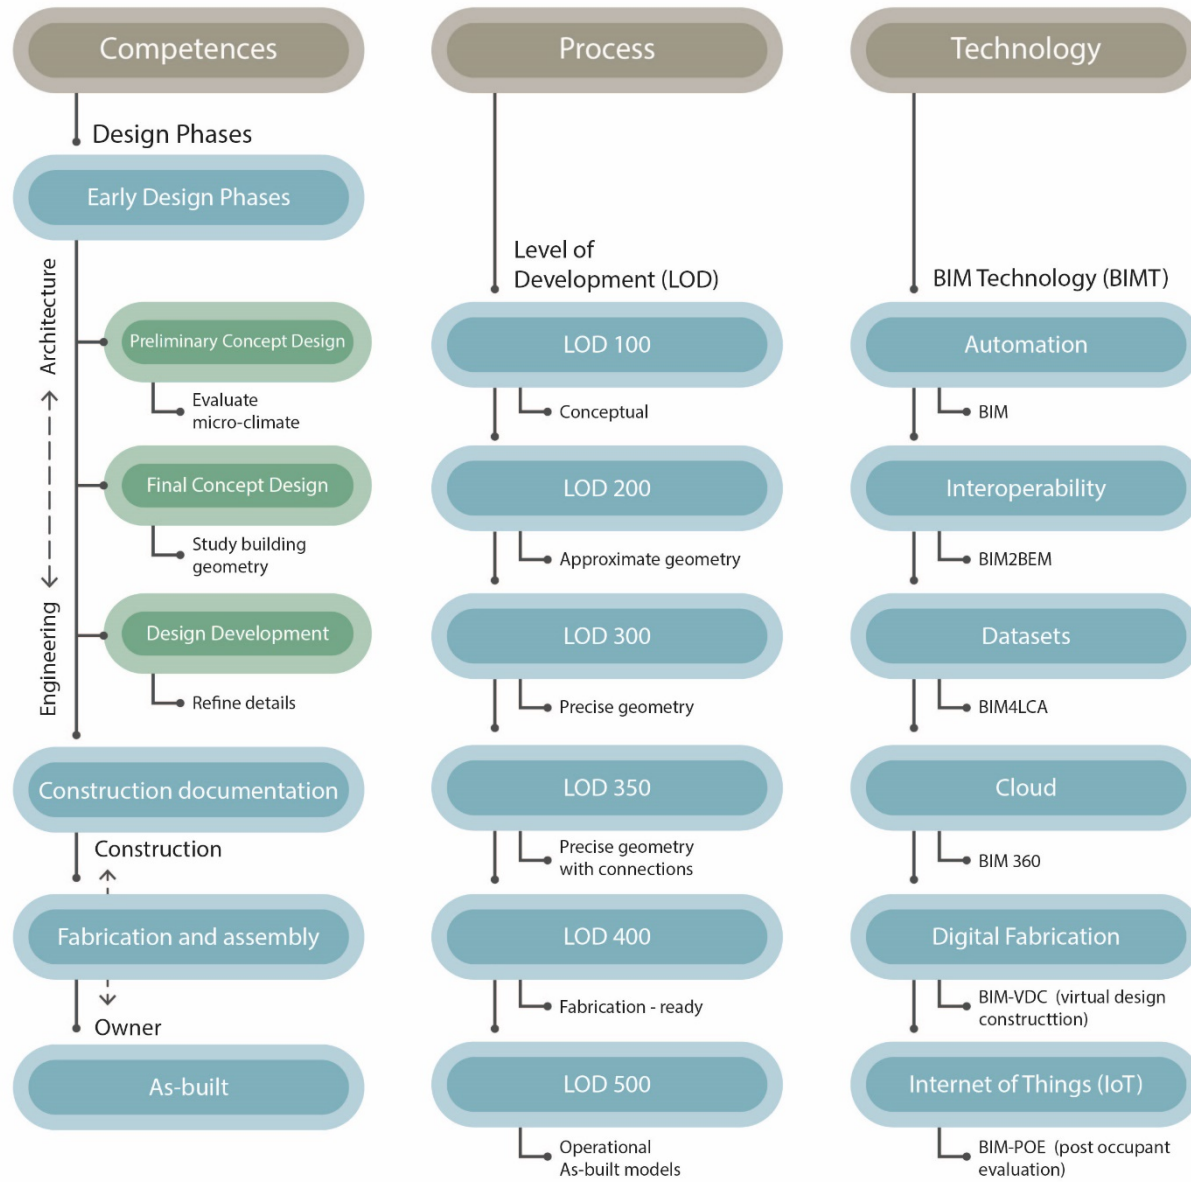 Competences
Design Phases
Early Design Phases
Architecture
Engineering
Preliminary Concept Design
Evaluate
micro-climate
Final Concept Design
Study building
geometry
Design Development
Refine details
Construction documentation
Construction
Fabrication and assembly
Owner
As-built
Process
Level of
Development (LOD)
LOD 100
Conceptual
LOD 200
Approximate geometry
LOD 300
Precise geometry
LOD 350
Precise geometry
with connections
LOD 400
Fabrication - ready
LOD 500
Operational
As-built models
Technology
BIM Technology (BIMT)
Automation
BIM
Interoperability
BIM2BEM
Datasets
BIM4LCA
Cloud
BIM 360
Digital Fabrication
BIM-VDC (virtual design
constructtion)
Internet of Things (IoT)
BIM-POE (post occupant
evaluation)